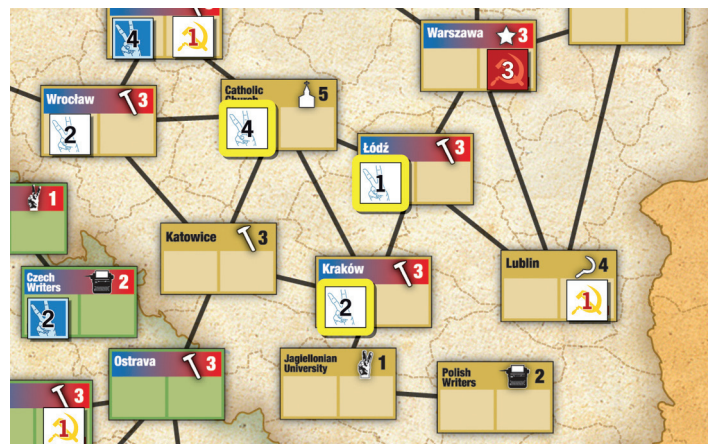 4
1
Warszawa 3
3
Wrocław 3
2
Catholic
Church 5
4
Łódź 3
1
1
Katowice 3
Kraków 3
2
Lublin 4
1
Czech
Writers 2
2
Ostrava 3
Jagiellonian
University 1
Polish
Writers 2
3
1